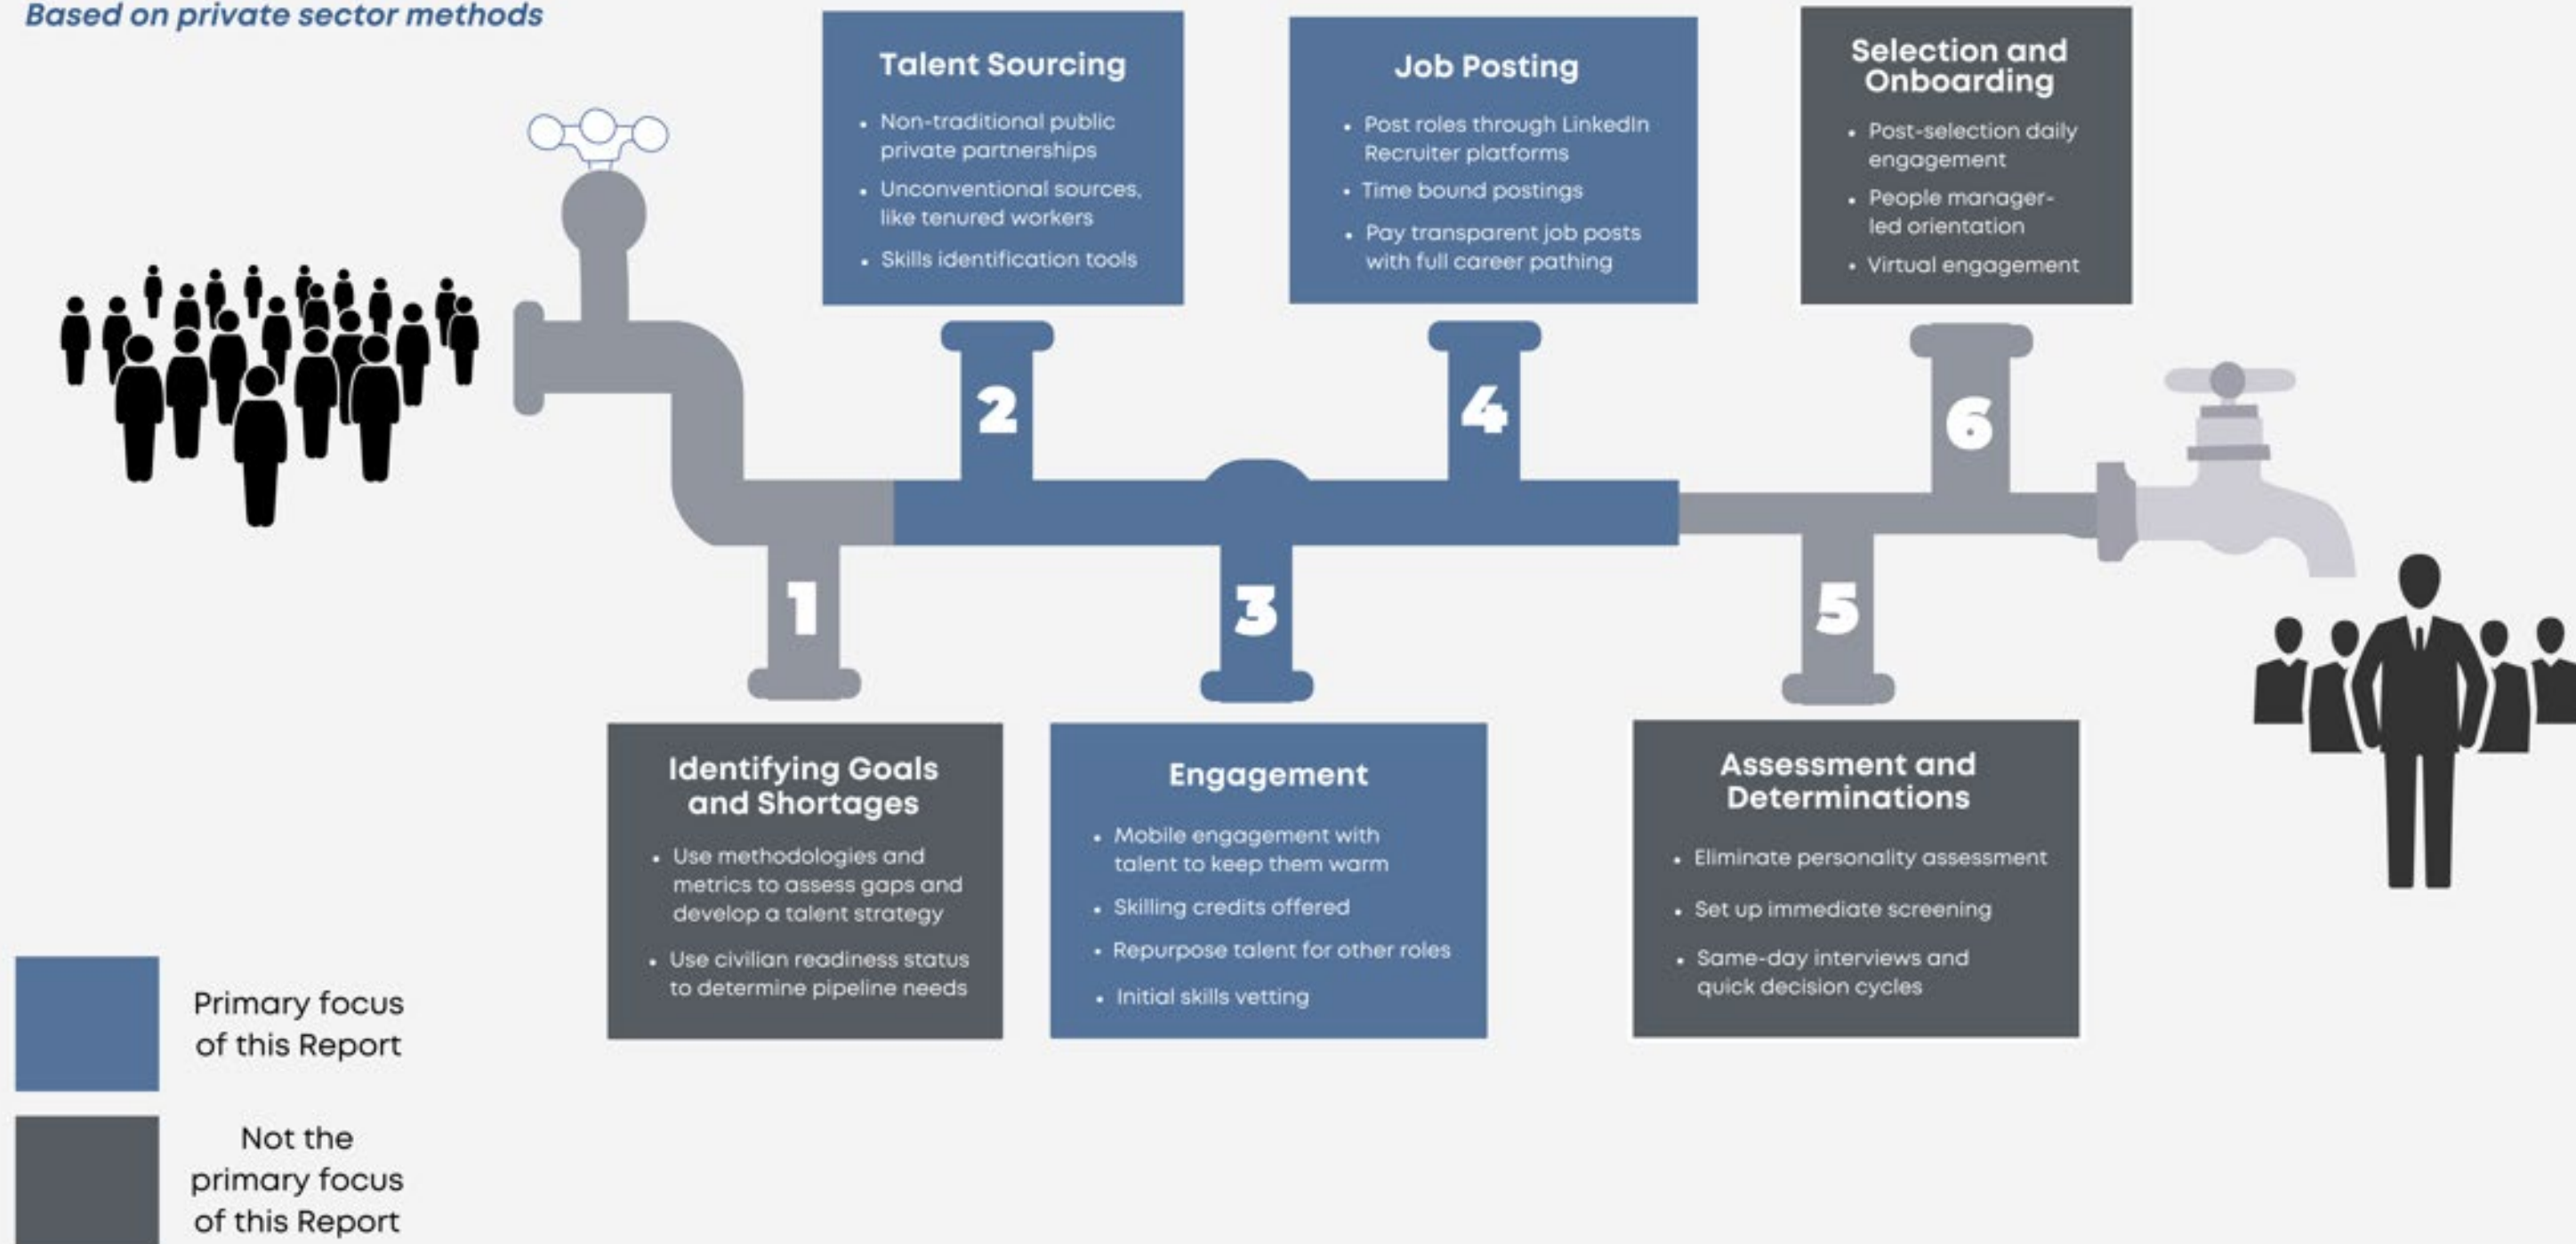 Based on private sector methods
Talent Sourcing
• Non-traditional public
private partnerships
• Unconventional sources,
like tenured workers
• Skills identification tools
Job Posting
• Post roles through LinkedIn
Recruiter platforms
• Time bound postings
• Pay transparent job posts
with full career pathing
Selection and
Onboarding
• Post-selection daily
engagement
• People manager-
led orientation
• Virtual engagement
2
4
6
1
3
5
Identifying Goals
and Shortages
• Use methodologies and
metrics to assess gaps and
develop a talent strategy
• Use civilian readiness status
to determine pipeline needs
Engagement
• Mobile engagement with
talent to keep them warm
• Skilling credits offered
• Repurpose talent for other roles
• Initial skills vetting
Assessment and
Determinations
• Eliminate personality assessment
• Set up immediate screening
• Same-day interviews and
quick decision cycles
Primary focus
of this Report
Not the
primary focus
of this Report